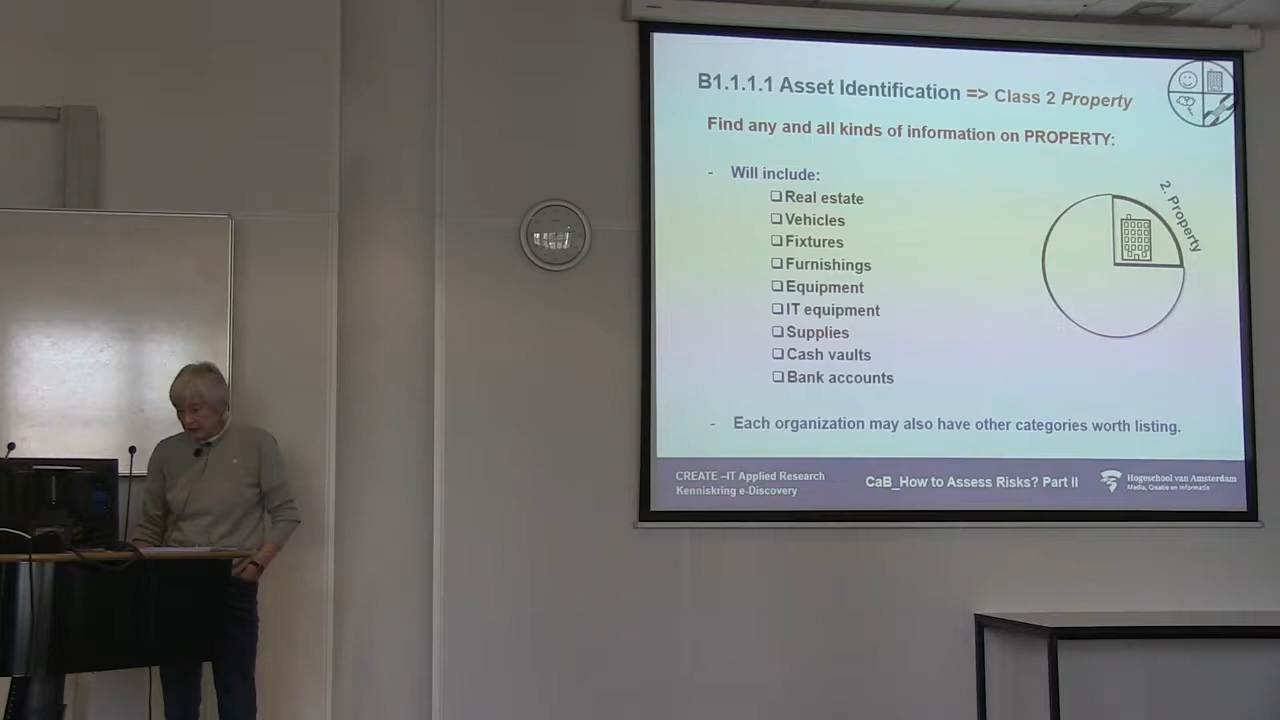 B1.1.1.1 Asset Identification => Class 2 Property
Find any and all kinds of information on PROPERTY:
- Will include:
❑ Real estate
❑ Vehicles
❑ Fixtures
❑ Furnishings
❑ Equipment
❑ IT equipment
❑ Supplies
❑ Cash vaults
❑ Bank accounts
2. Property
- Each organization may also have other categories worth listing.
CREATE –IT Applied Research
Kenniskring e-Discovery
CaB_How to Assess Risks? Part II
Hogeschool van Amsterdam
Media, Creatie en Informatie